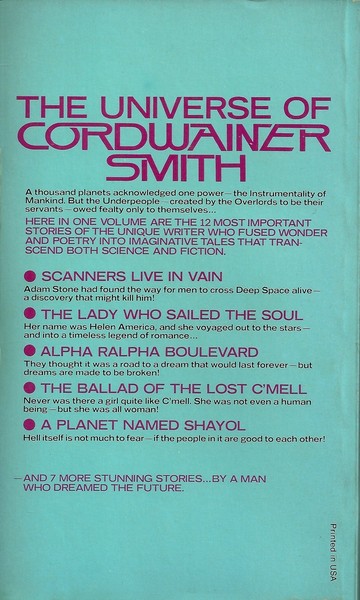 THE UNIVERSE OF
CORDWAINER
SMITH
A thousand planets acknowledged one power—the Instrumentality of
Mankind. But the Underpeople—created by the Overlords to be their
servants—owed fealty only to themselves...
HERE IN ONE VOLUME ARE THE 12 MOST IMPORTANT
STORIES OF THE UNIQUE WRITER WHO FUSED WONDER
AND POETRY INTO IMAGINATIVE TALES THAT TRAN-
SCEND BOTH SCIENCE AND FICTION.
● SCANNERS LIVE IN VAIN
Adam Stone had found the way for men to cross Deep Space alive—
a discovery that might kill him!
● THE LADY WHO SAILED THE SOUL
Her name was Helen America, and she voyaged out to the stars—
and into a timeless legend of romance...
● ALPHA RALPHA BOULEVARD
They thought it was a road to a dream that would last forever—but
dreams are made to be broken!
● THE BALLAD OF THE LOST C'MELL
Never was there a girl quite like C'mell. She was not even a human
being—but she was all woman!
● A PLANET NAMED SHAYOL
Hell itself is not much to fear—if the people in it are good to each other!
—AND 7 MORE STUNNING STORIES...BY A MAN
WHO DREAMED THE FUTURE.
Printed in USA